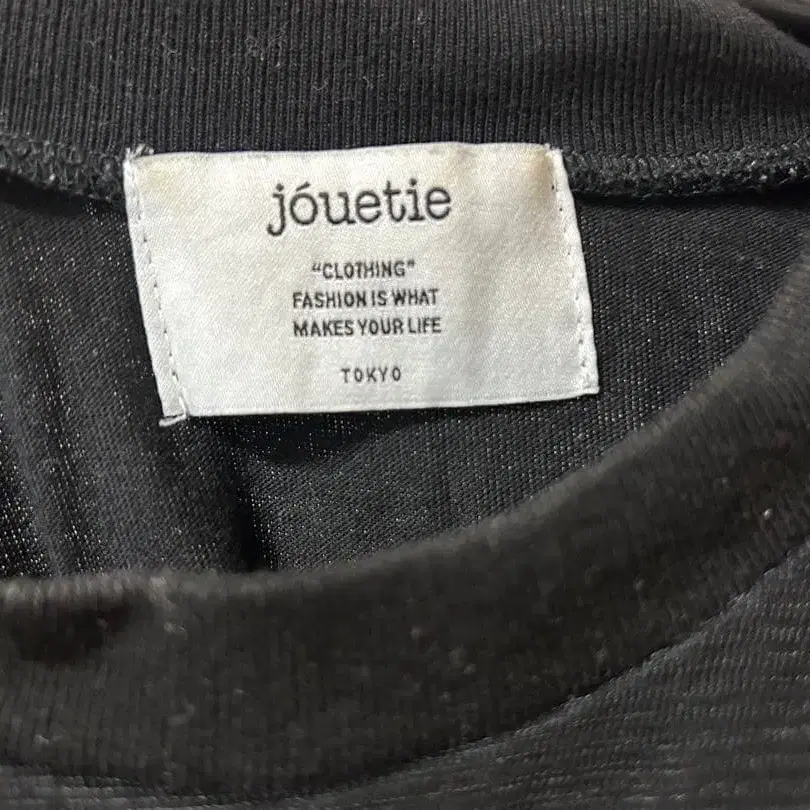 jóuetie
“CLOTHING”
FASHION IS WHAT
MAKES YOUR LIFE
TOKYO